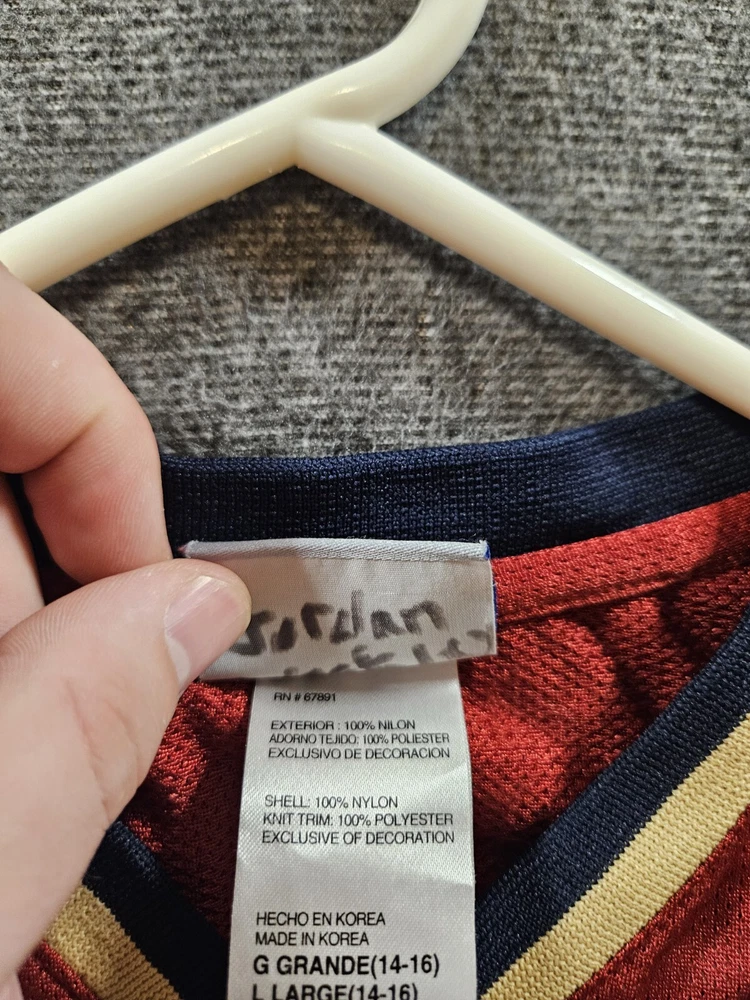 Jordan
RN # 67891
EXTERIOR : 100% NILON
ADORNO TEJIDO: 100% POLIESTER
EXCLUSIVO DE DECORACION
SHELL: 100% NYLON
KNIT TRIM: 100% POLYESTER
EXCLUSIVE OF DECORATION
HECHO EN KOREA
MADE IN KOREA
G GRANDE(14-16)
L LARGE(14-16)